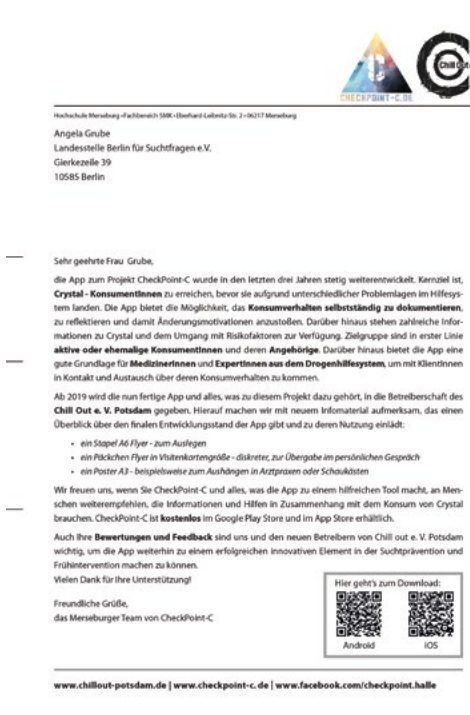 C
CHECKPOINT-C.DE
Chill Out
Hochschule Merseburg •Fachbereich SMK • Eberhard-Leibnitz-Str. 2 • 06217 Merseburg
Angela Grube
Landesstelle Berlin für Suchtfragen e.V.
Gierkezeile 39
10585 Berlin
Sehr geehrte Frau Grube,
die App zum Projekt CheckPoint-C wurde in den letzten drei Jahren stetig weiterentwickelt. Kernziel ist,
Crystal - KonsumentInnen zu erreichen, bevor sie aufgrund unterschiedlicher Problemlagen im Hilfesys-
tem landen. Die App bietet die Möglichkeit, das Konsumverhalten selbstständig zu dokumentieren,
zu reflektieren und damit Änderungsmotivationen anzustoßen. Darüber hinaus stehen zahlreiche Infor-
mationen zu Crystal und dem Umgang mit Risikofaktoren zur Verfügung. Zielgruppe sind in erster Linie
aktive oder ehemalige KonsumentInnen und deren Angehörige. Darüber hinaus bietet die App eine
gute Grundlage für MedizinerInnen und ExpertInnen aus dem Drogenhilfesystem, um mit KlientInnen
in Kontakt und Austausch über deren Konsumverhalten zu kommen.
Ab 2019 wird die nun fertige App und alles, was zu diesem Projekt dazu gehört, in die Betreiberschaft des
Chill Out e. V. Potsdam gegeben. Hierauf machen wir mit neuem Infomaterial aufmerksam, das einen
Überblick über den finalen Entwicklungsstand der App gibt und zu deren Nutzung einlädt:
• ein Stapel A6 Flyer - zum Auslegen
• ein Päckchen Flyer in Visitenkartengröße - diskreter, zur Übergabe im persönlichen Gespräch
• ein Poster A3 - beispielsweise zum Aushängen in Arztpraxen oder Schaukästen
Wir freuen uns, wenn Sie CheckPoint-C und alles, was die App zu einem hilfreichen Tool macht, an Men-
schen weiterempfehlen, die Informationen und Hilfen in Zusammenhang mit dem Konsum von Crystal
brauchen. CheckPoint-C ist kostenlos im Google Play Store und im App Store erhältlich.
Auch Ihre Bewertungen und Feedback sind uns und den neuen Betreibern von Chill out e. V. Potsdam
wichtig, um die App weiterhin zu einem erfolgreichen innovativen Element in der Suchtprävention und
Frühintervention machen zu können.
Vielen Dank für Ihre Unterstützung!
Freundliche Grüße,
das Merseburger Team von CheckPoint-C
Hier geht's zum Download:
Android
iOS
www.chillout-potsdam.de | www.checkpoint-c. de | www.facebook.com/checkpoint.halle